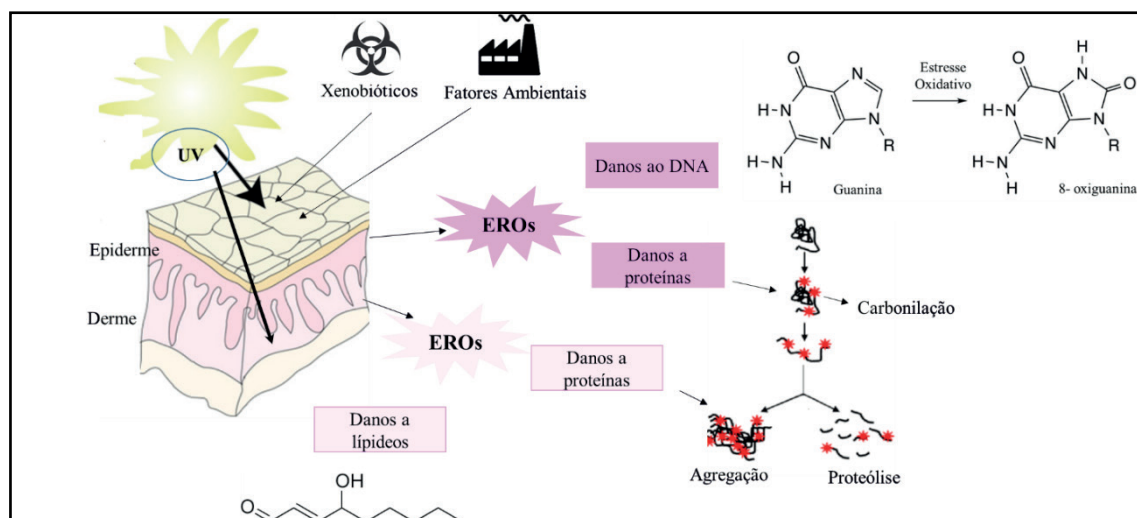 Xenobióticos
Fatores Ambientais
UV
Epiderme
Derme
EROs
EROs
Danos ao DNA
Danos
a proteínas
Danos a
proteínas
Danos a
lípideos
O
N
H-N
N
N
R
N
H
H
Guanina
Estresse
Oxidativo
O
H
N
O
H-N
N
N
R
N
H
H
8- oxiguanina
Carbonilação
Agregação
Proteólise
OH
O